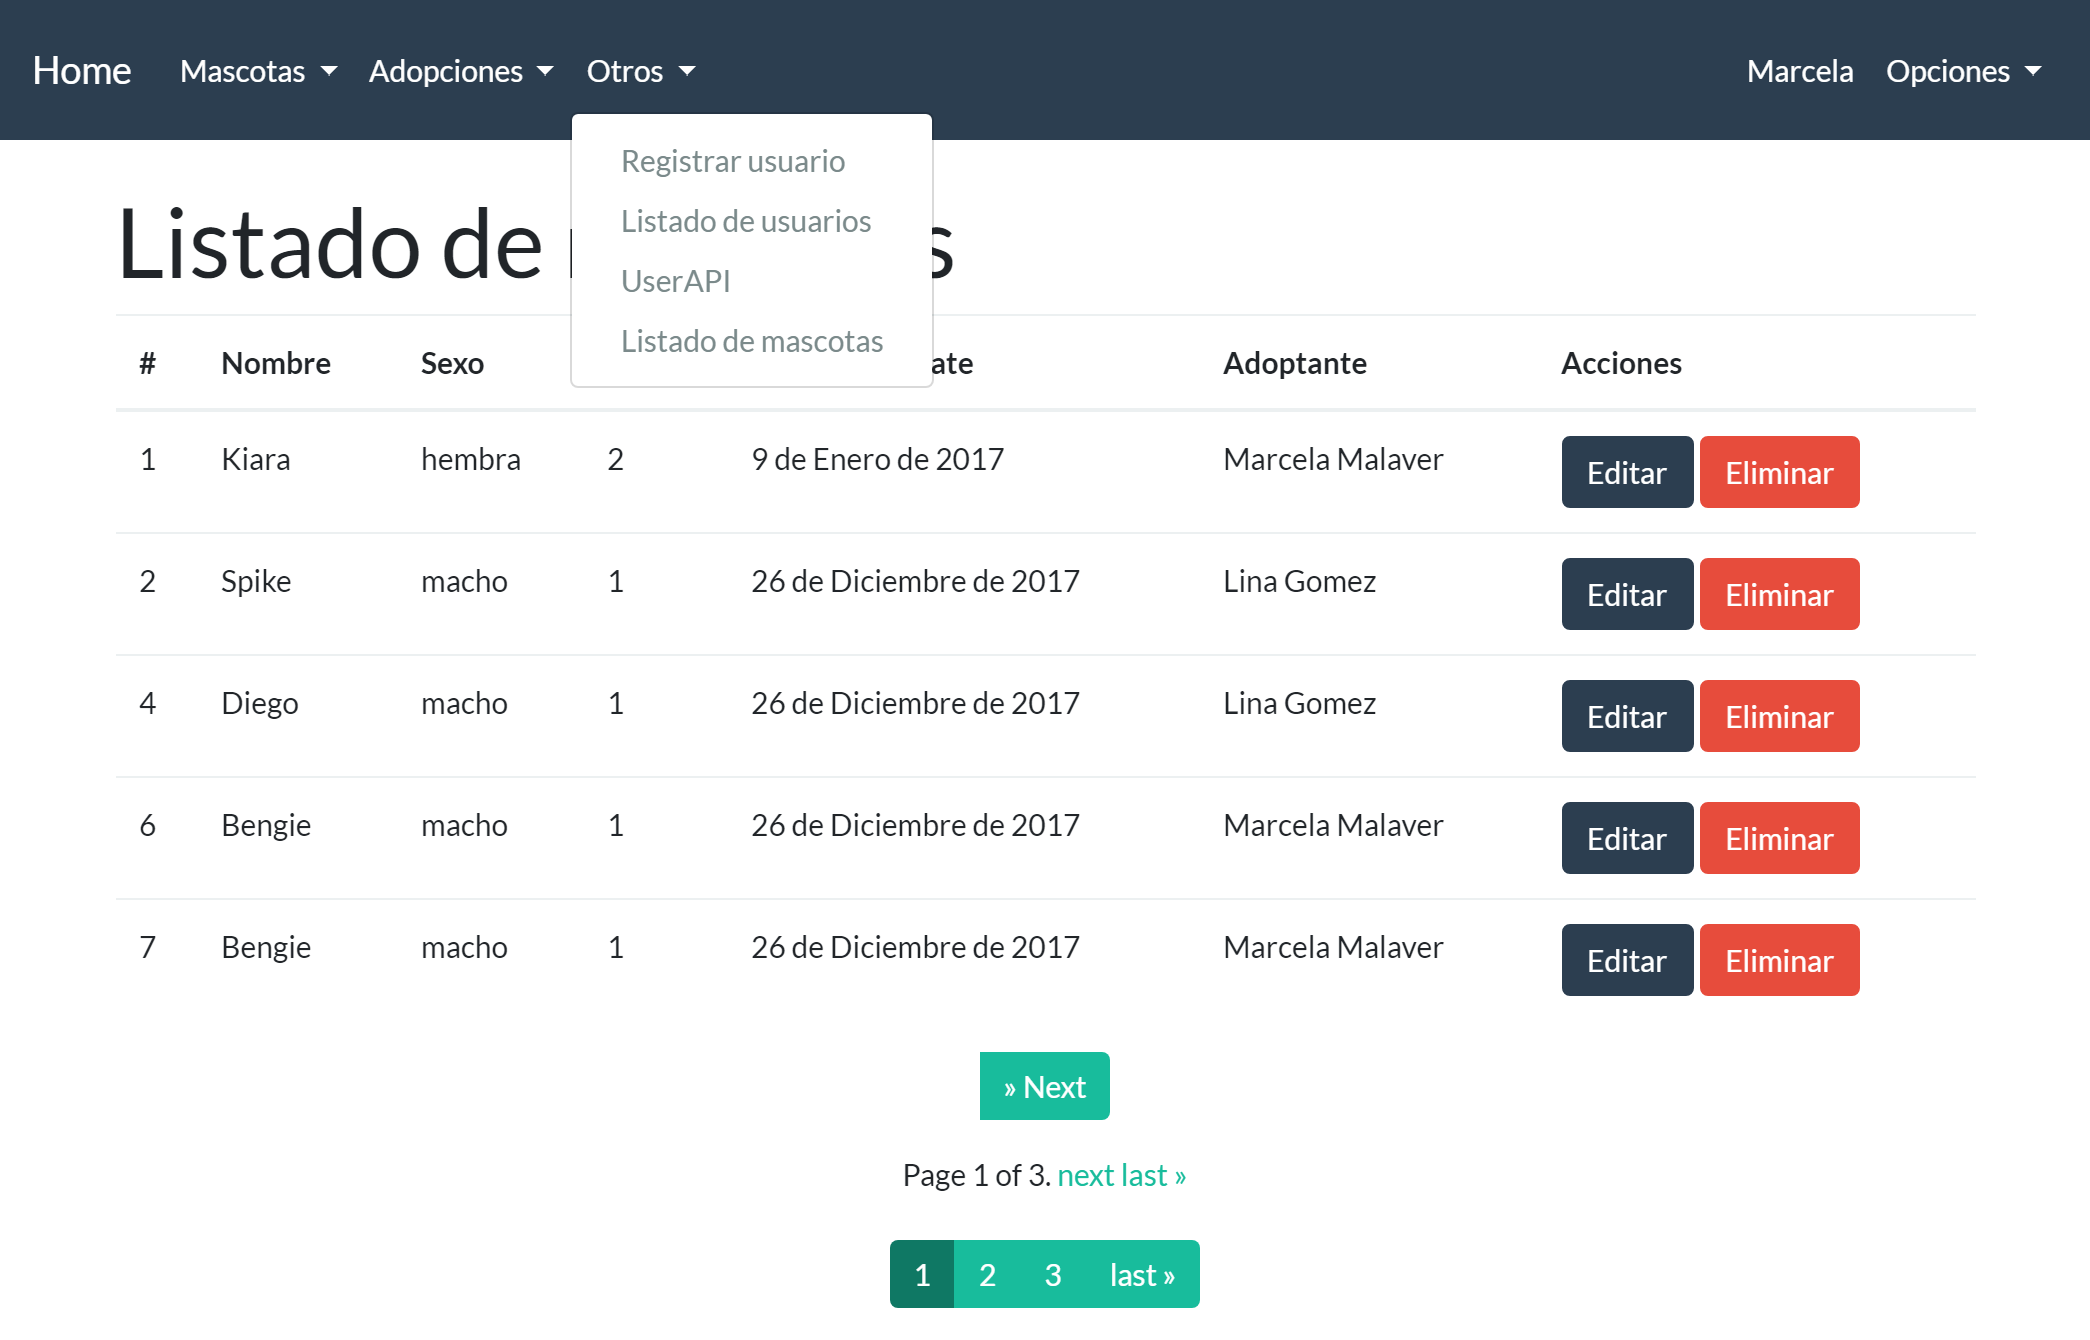 Home Mascotas Adopciones Otros Marcela Opciones
Registrar usuario
Listado de usuarios
UserAPI
Listado de mascotas
Listado de
# Nombre Sexo Adoptante Acciones
1 Kiara hembra 2 9 de Enero de 2017 Marcela Malaver Editar Eliminar
2 Spike macho 1 26 de Diciembre de 2017 Lina Gomez Editar Eliminar
4 Diego macho 1 26 de Diciembre de 2017 Lina Gomez Editar Eliminar
6 Bengie macho 1 26 de Diciembre de 2017 Marcela Malaver Editar Eliminar
7 Bengie macho 1 26 de Diciembre de 2017 Marcela Malaver Editar Eliminar
» Next
Page 1 of 3. next last »
1 2 3 last »